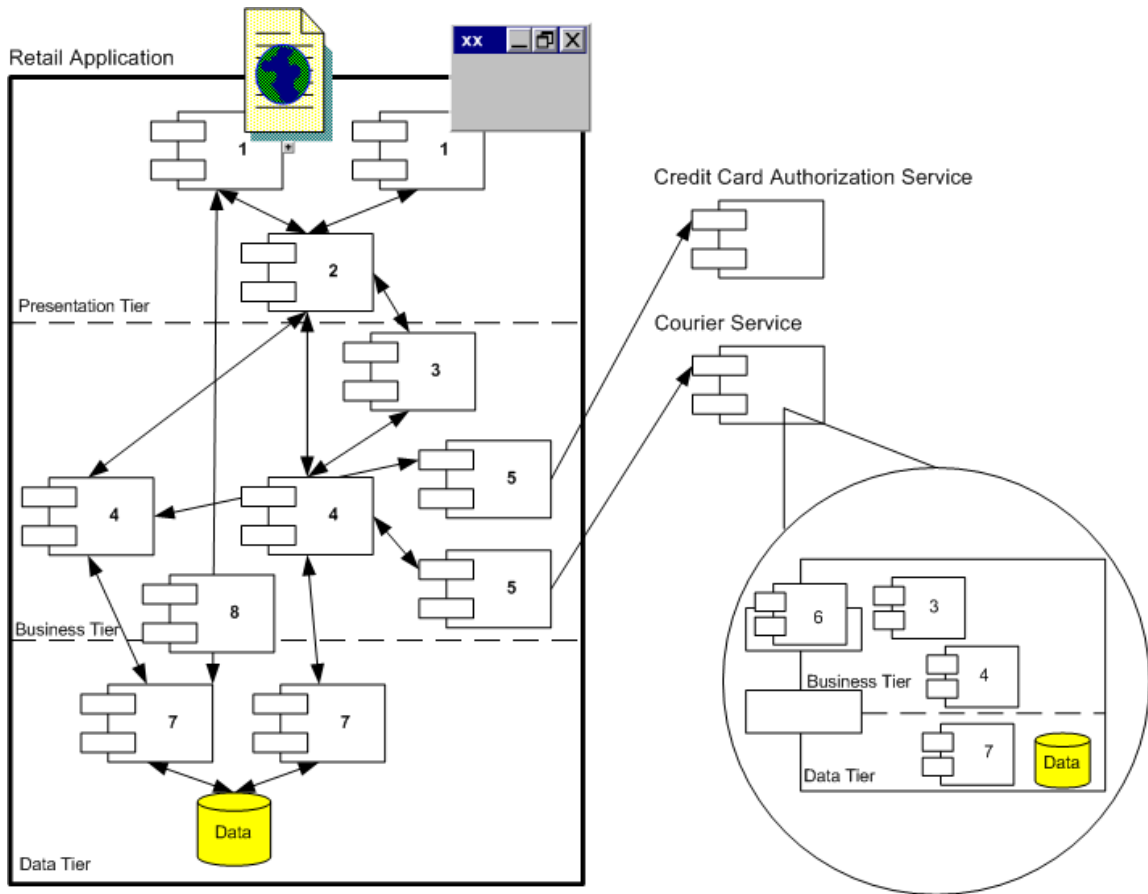 Retail Application
xx
1
1
2
Presentation Tier
3
4
4
5
5
8
Business Tier
7
7
Data
Data Tier
Credit Card Authorization Service
Courier Service
6
3
4
Business Tier
7
Data
Data Tier